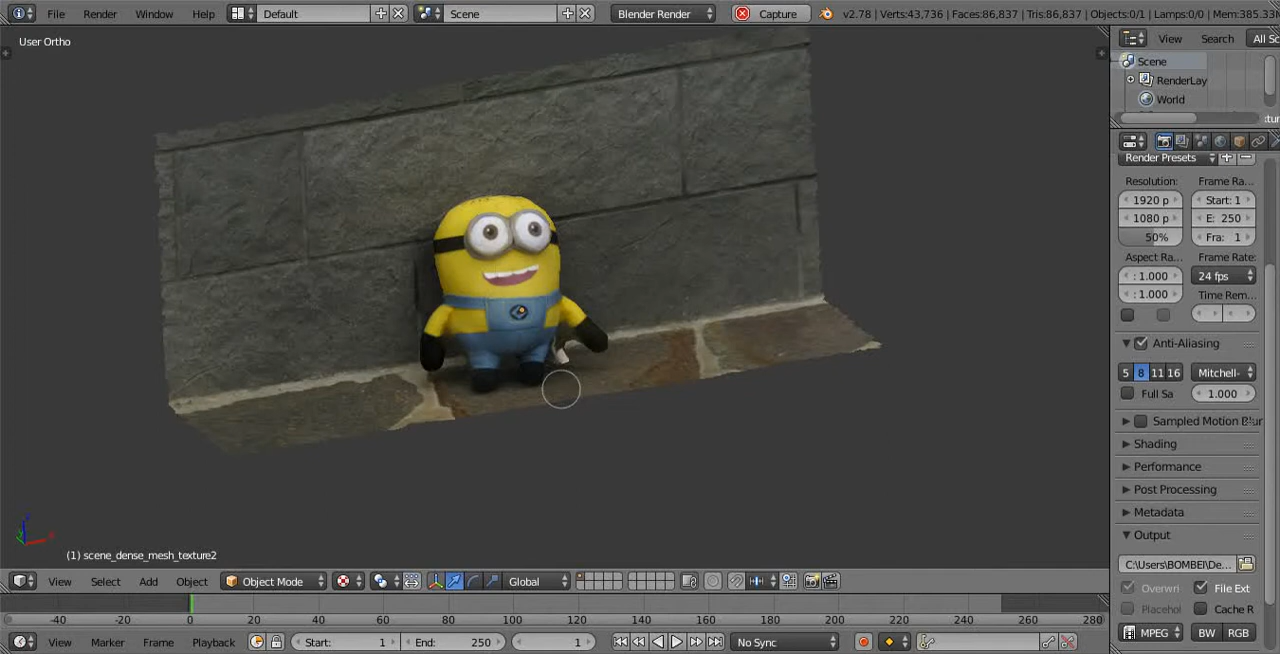 File Render Window Help Default Scene Blender Render Capture v2.78 | Verts:43,736 | Faces:86,837 | Tris:86,837 | Objects:0/1 | Lamps:0/0 | Mem:385.33
User Ortho
View Search All Sc
Scene
RenderLay
World
Render Presets
Resolution: Frame Ra...
1920 p Start: 1
1080 p E: 250
50% Fra: 1
Aspect Ra... Frame Rate:
: 1.000 24 fps
: 1.000 Time Rem...
Anti-Aliasing
5 8 11 16 Mitchell-
Full Sa 1.000
Sampled Motion Blur
Shading
Performance
Post Processing
Metadata
Output
C:\Users\BOMBEI\De...
Overwri File Ext
Placehol Cache R
MPEG BW RGB
(1) scene_dense_mesh_texture2
View Select Add Object Object Mode Global
-40 -20 0 20 40 60 80 100 120 140 160 180 200 220 240 260 280
View Marker Frame Playback Start: 1 End: 250 1 No Sync